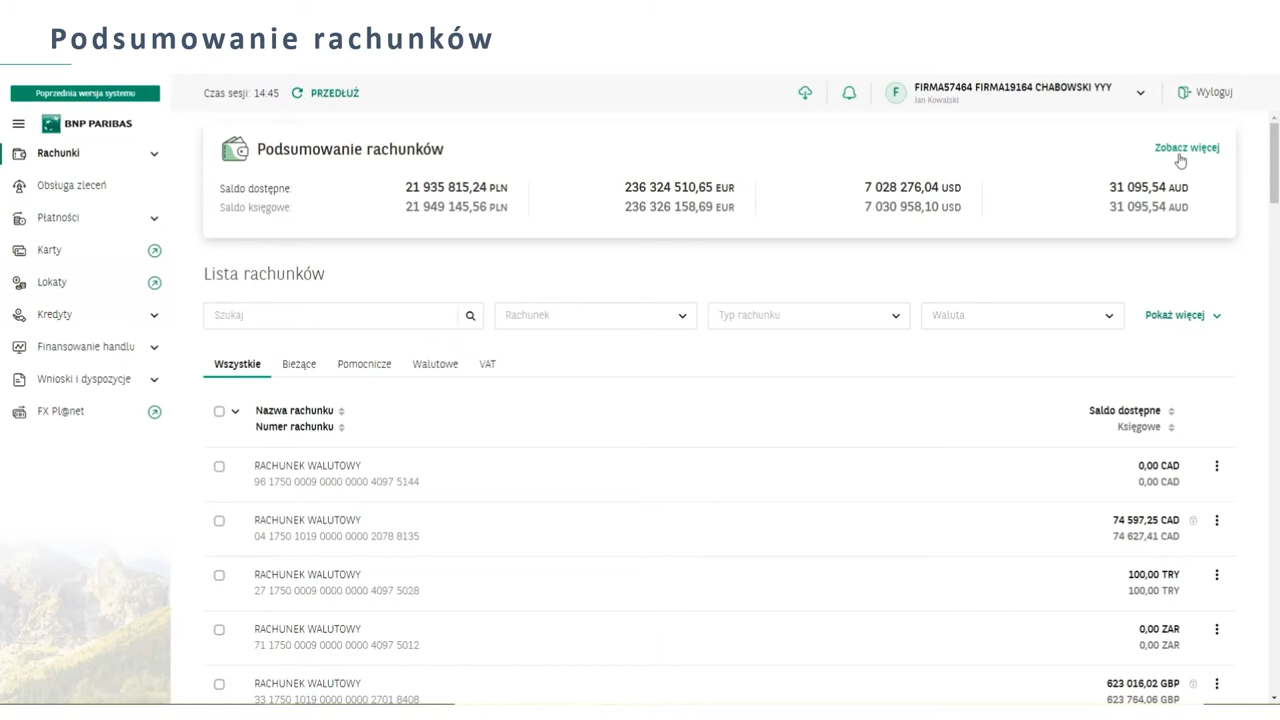 Podsumowanie rachunków
Poprzednia wersja systemu
Czas sesji: 14:45 PRZEDŁUŻ
FIRMA57464 FIRMA19164 CHABOWSKI YYY
F
Jan Kowalski
Wyloguj
BNP PARIBAS
Rachunki
Obsługa zleceń
Płatności
Karty
Lokaty
Kredyty
Finansowanie handlu
Wnioski i dyspozycje
FX Pl@net
Podsumowanie rachunków
Zobacz więcej
Saldo dostępne: 21 935 815,24 PLN 236 324 510,65 EUR 7 028 276,04 USD 31 095,54 AUD
Saldo księgowe: 21 949 145,56 PLN 236 326 158,69 EUR 7 030 958,10 USD 31 095,54 AUD
Lista rachunków
Szukaj Rachunek Typ rachunku Waluta Pokaż więcej
Wszystkie Bieżące Pomocnicze Walutowe VAT
Nazwa rachunku Saldo dostępne
Numer rachunku Księgowe
RACHUNEK WALUTOWY 0,00 CAD
96 1750 0009 0000 0000 4097 5144 0,00 CAD
RACHUNEK WALUTOWY 74 597,25 CAD
04 1750 1019 0000 0000 2078 8135 74 627,41 CAD
RACHUNEK WALUTOWY 100,00 TRY
27 1750 0009 0000 0000 4097 5028 100,00 TRY
RACHUNEK WALUTOWY 0,00 ZAR
71 1750 0009 0000 0000 4097 5012 0,00 ZAR
RACHUNEK WALUTOWY 623 016,02 GBP
33 1750 1019 0000 0000 2701 8408 623 764,06 GBP